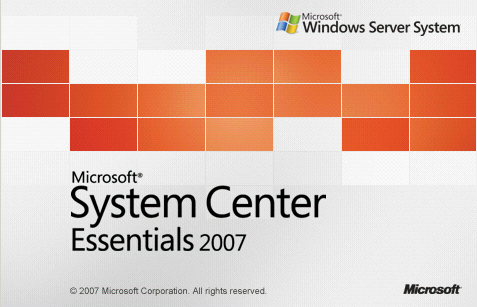 Microsoft®
Windows Server System
Microsoft®
System Center
Essentials 2007
© 2007 Microsoft Corporation. All rights reserved.
Microsoft